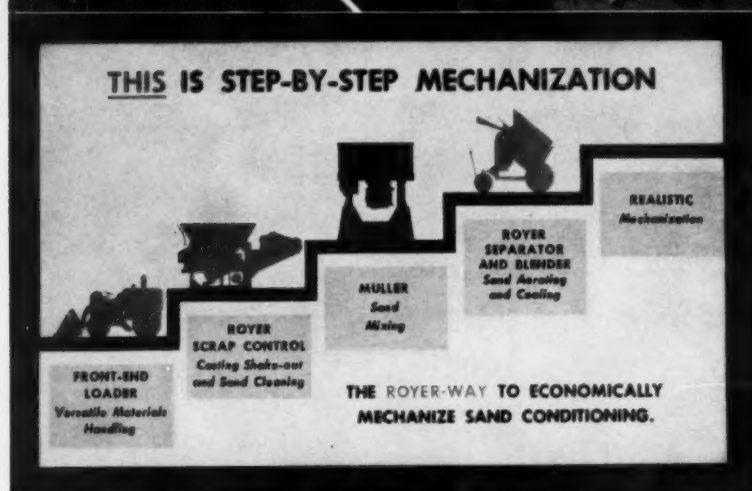 THIS IS STEP-BY-STEP MECHANIZATION
FRONT-END
LOADER
Versatile Materials
Handling
ROYER
SCRAP CONTROL
Casting Shake-out
and Sand Cleaning
MULLER
Sand
Mixing
ROYER
SEPARATOR
AND BLENDER
Sand Aerating
and Cooling
REALISTIC
Mechanization
THE ROYER-WAY TO ECONOMICALLY
MECHANIZE SAND CONDITIONING.